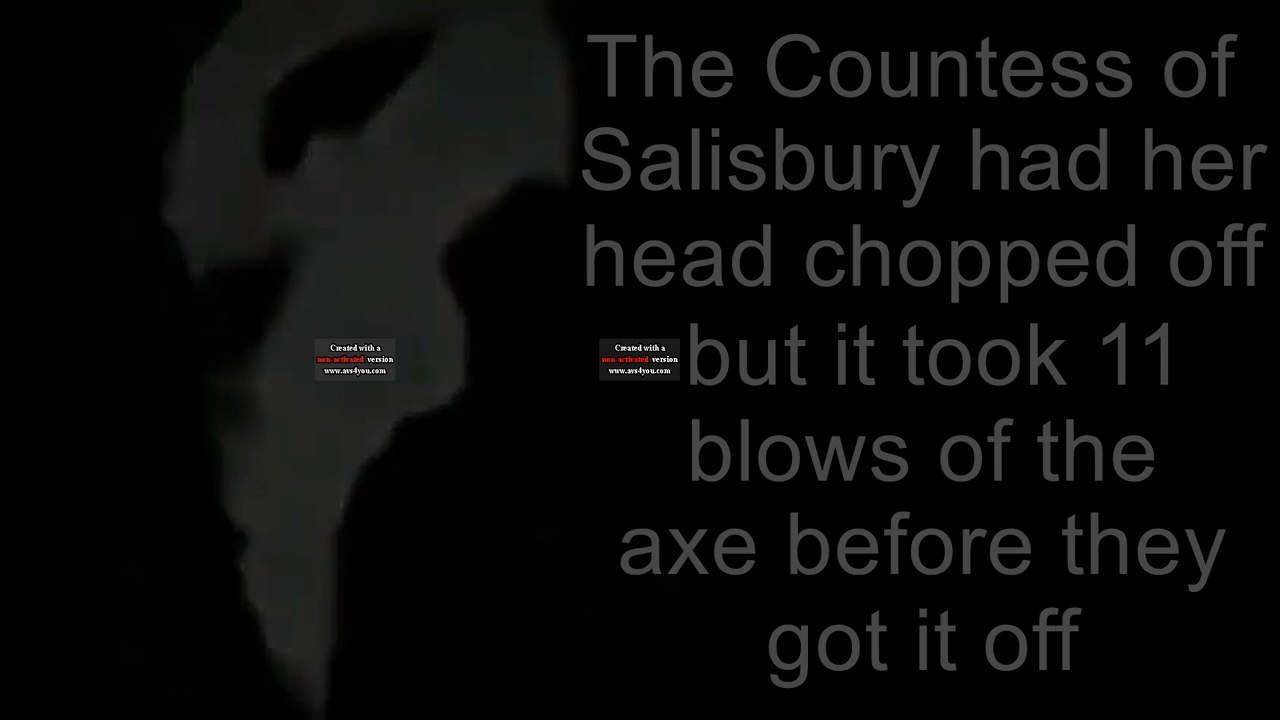 The Countess of
Salisbury had her
head chopped off
but it took 11
blows of the
axe before they
got it off
Created with a
non-activated version
www.avs4you.com
Created with a
non-activated version
www.avs4you.com